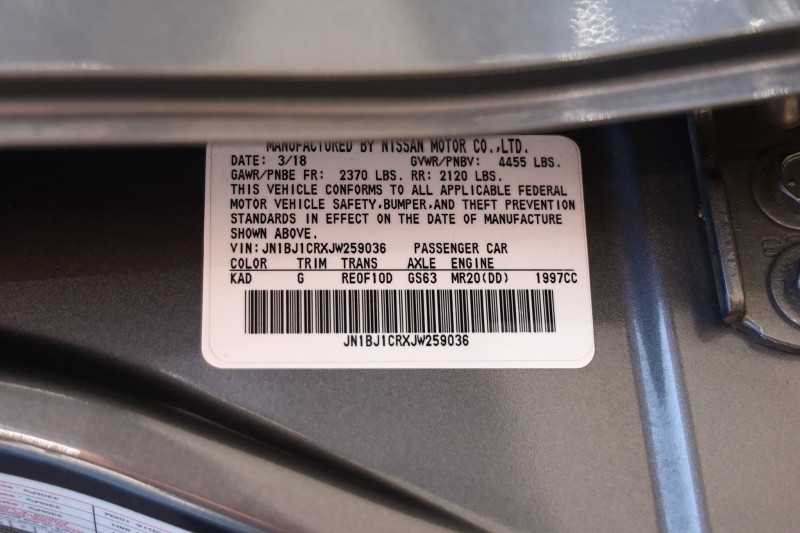 MANUFACTURED BY NISSAN MOTOR CO.,LTD.
DATE: 3/18 GVWR/PNBV: 4455 LBS.
GAWR/PNBE FR: 2370 LBS. RR: 2120 LBS.
THIS VEHICLE CONFORMS TO ALL APPLICABLE FEDERAL
MOTOR VEHICLE SAFETY,BUMPER,AND THEFT PREVENTION
STANDARDS IN EFFECT ON THE DATE OF MANUFACTURE
SHOWN ABOVE.
VIN: JN1BJ1CRXJW259036 PASSENGER CAR
COLOR TRIM TRANS AXLE ENGINE
KAD G RE0F10D GS63 MR20(DD) 1997CC
JN1BJ1CRXJW259036